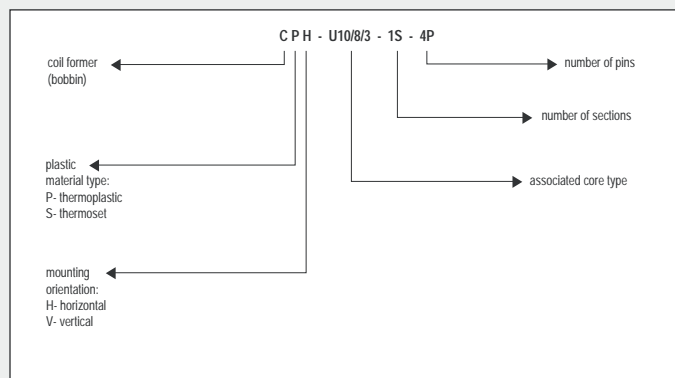 C P H - U10/8/3 - 1S - 4P
coil former
(bobbin)
number of pins
number of sections
plastic
material type:
P- thermoplastic
S- thermoset
associated core type
mounting
orientation:
H- horizontal
V- vertical